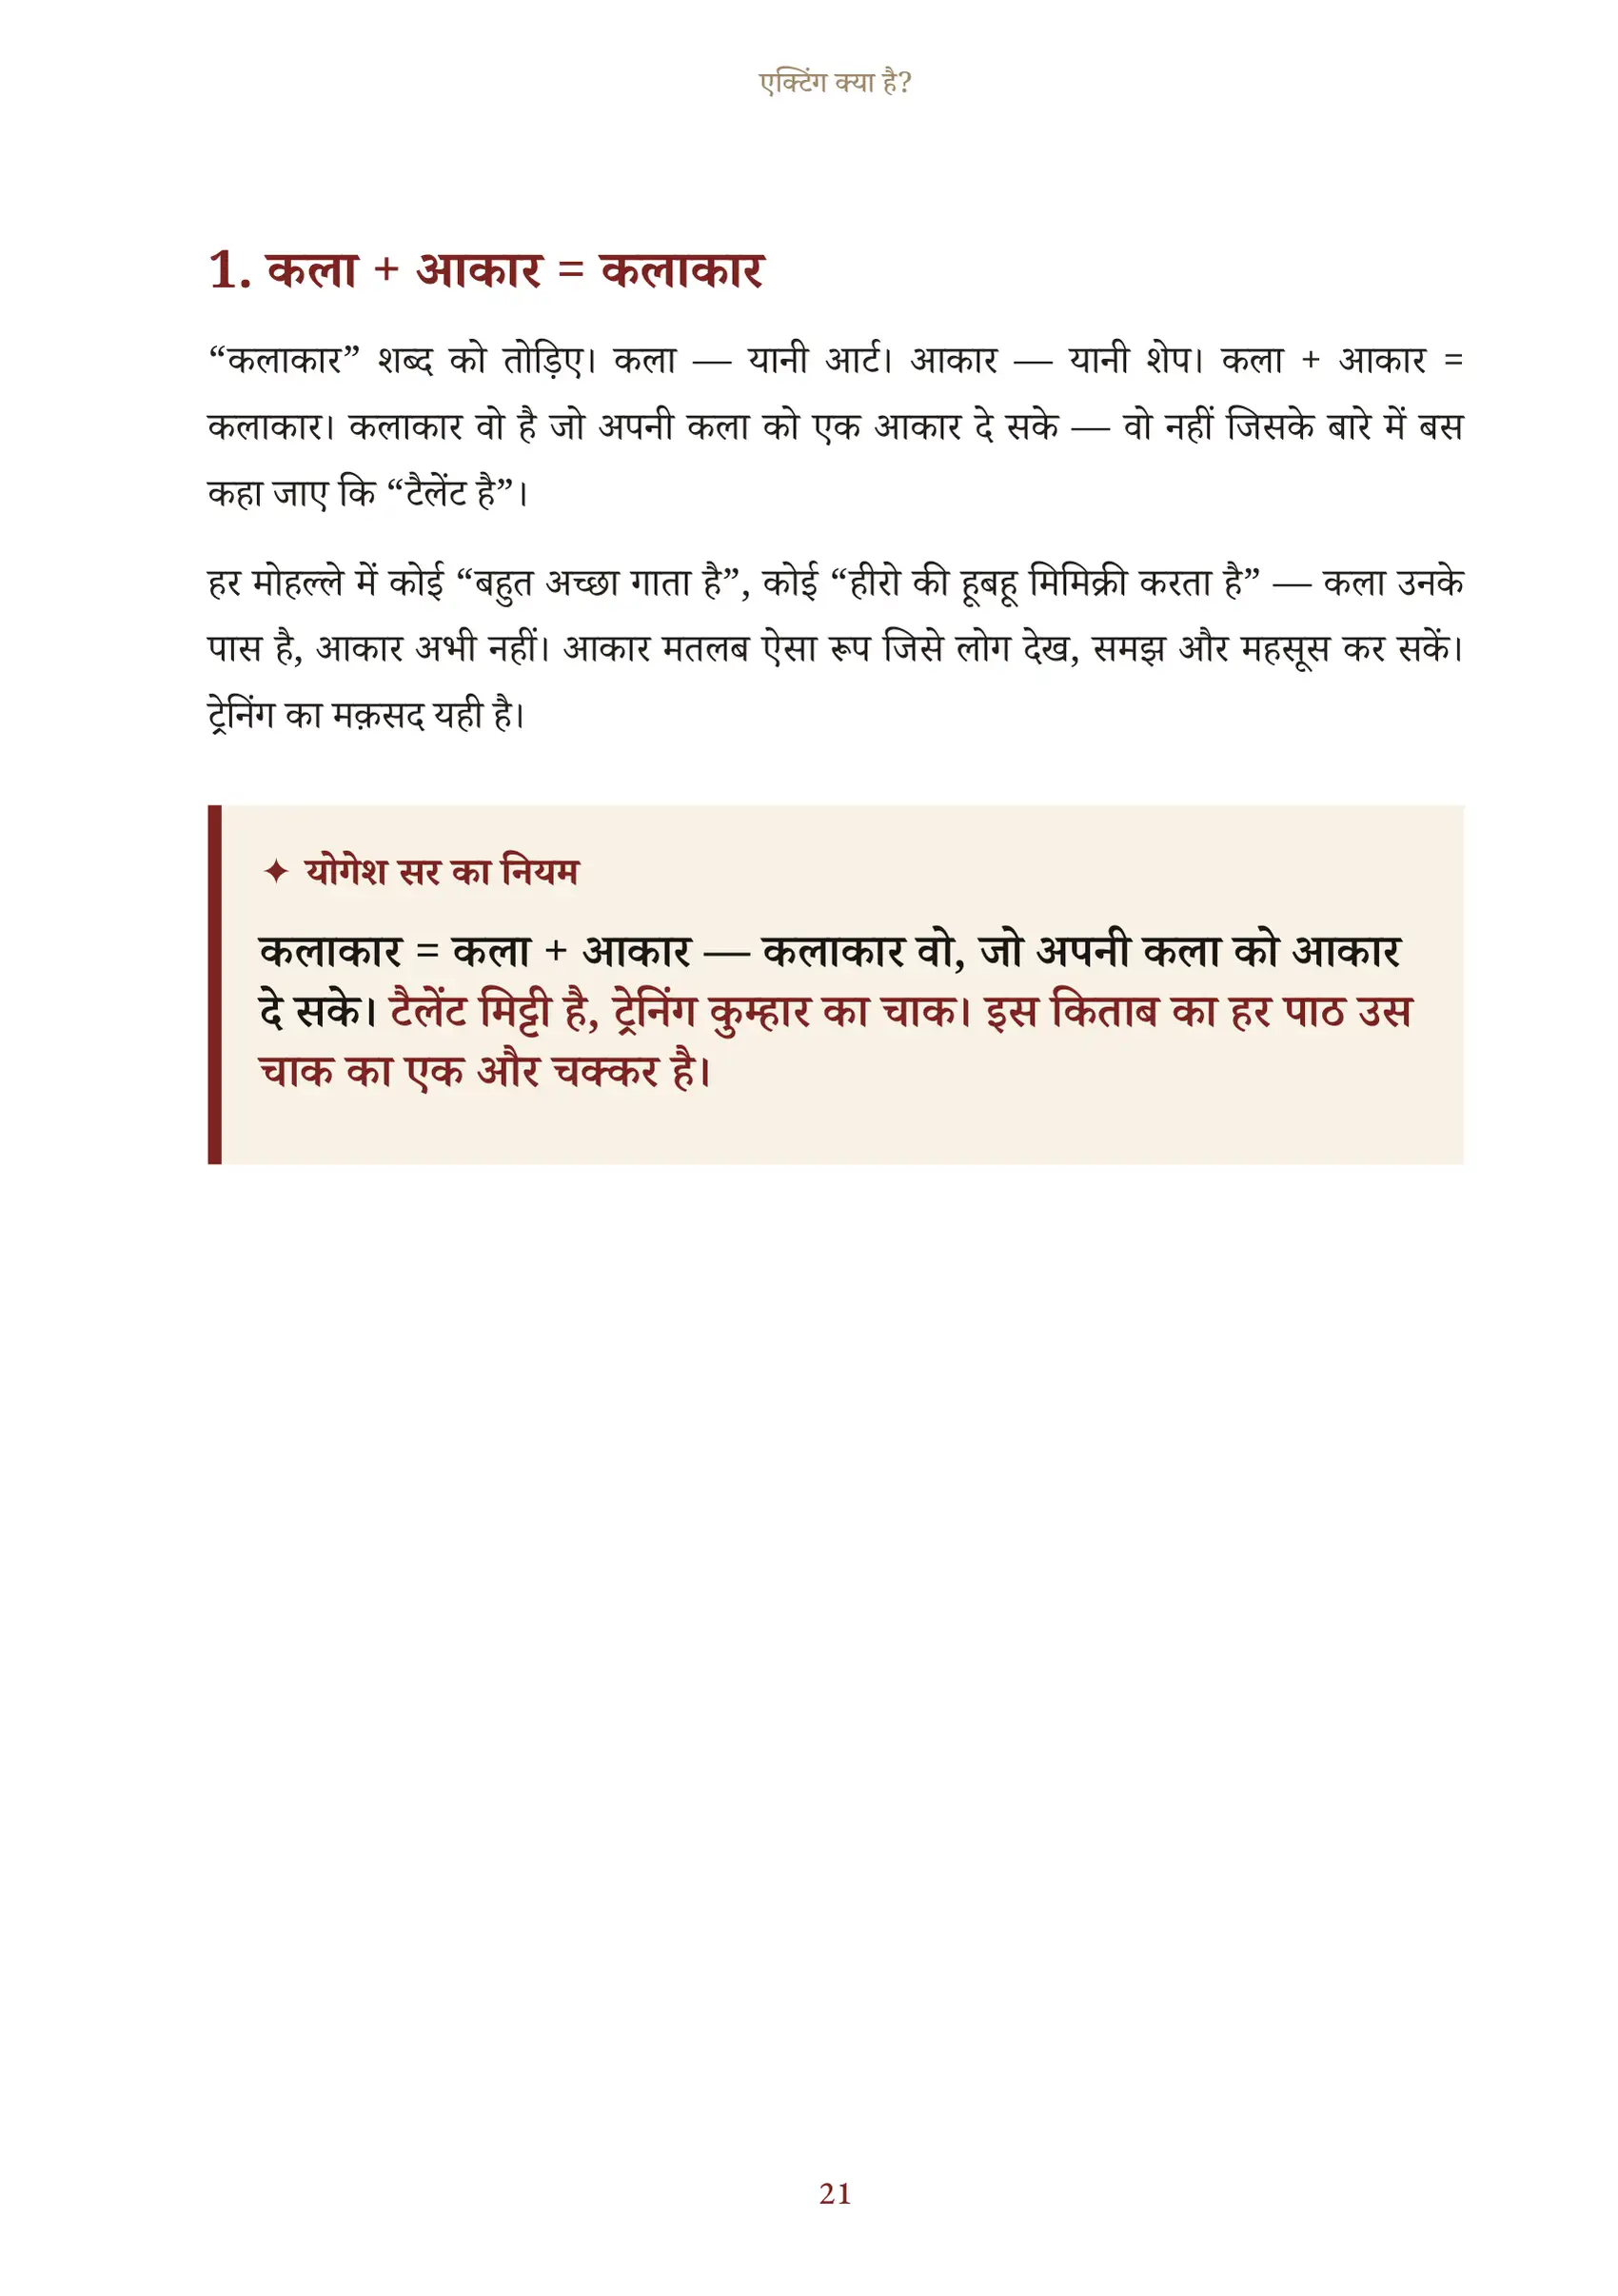 एक्टिंग क्या है?
1. कला + आकार = कलाकार
“कलाकार” शब्द को तोड़िए। कला — यानी आर्ट। आकार — यानी शेप। कला + आकार =
कलाकार। कलाकार वो है जो अपनी कला को एक आकार दे सके — वो नहीं जिसके बारे में बस
कहा जाए कि “टैलेंट है”।
हर मोहल्ले में कोई “बहुत अच्छा गाता है”, कोई “हीरो की हूबहू मिमिक्री करता है” — कला उनके
पास है, आकार अभी नहीं। आकार मतलब ऐसा रूप जिसे लोग देख, समझ और महसूस कर सकें।
ट्रेनिंग का मक़सद यही है।
✦ योगेश सर का नियम
कलाकार = कला + आकार — कलाकार वो, जो अपनी कला को आकार
दे सके। टैलेंट मिट्टी है, ट्रेनिंग कुम्हार का चाक। इस किताब का हर पाठ उस
चाक का एक और चक्कर है।
21